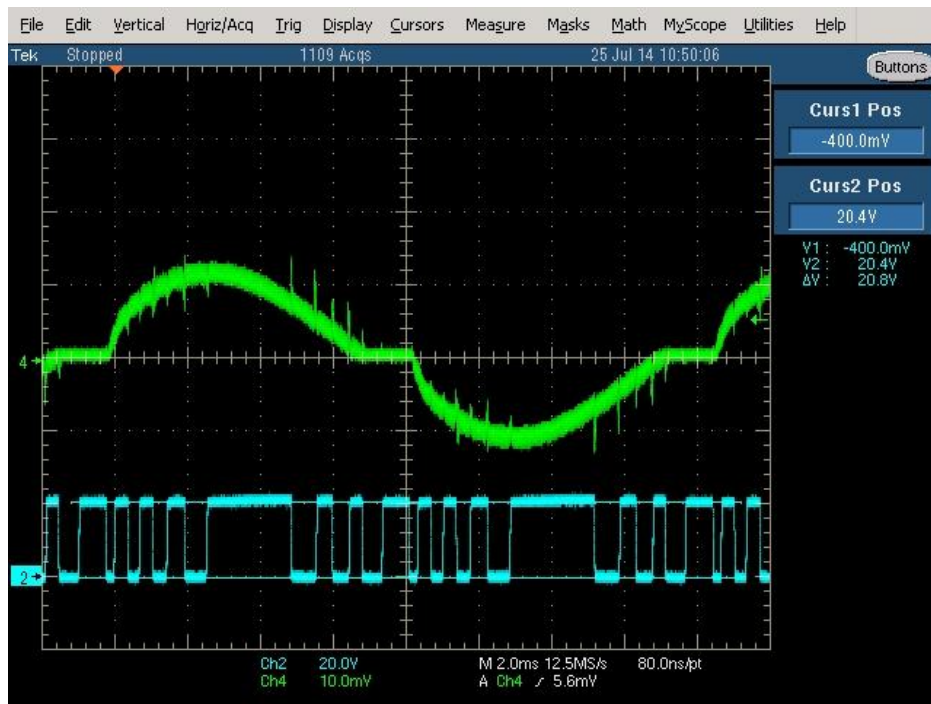 File Edit Vertical Horiz/Acq Trig Display Cursors Measure Masks Math MyScope Utilities Help
Tek Stopped 1109 Acqs 25 Jul 14 10:50:06
Buttons
Curs1 Pos
-400.0mV
Curs2 Pos
20.4V
V1 : -400.0mV
V2 : 20.4V
ΔV : 20.8V
4
2
Ch2 20.0V M 2.0ms 12.5MS/s 80.0ns/pt
Ch4 10.0mV A Ch4 / 5.6mV